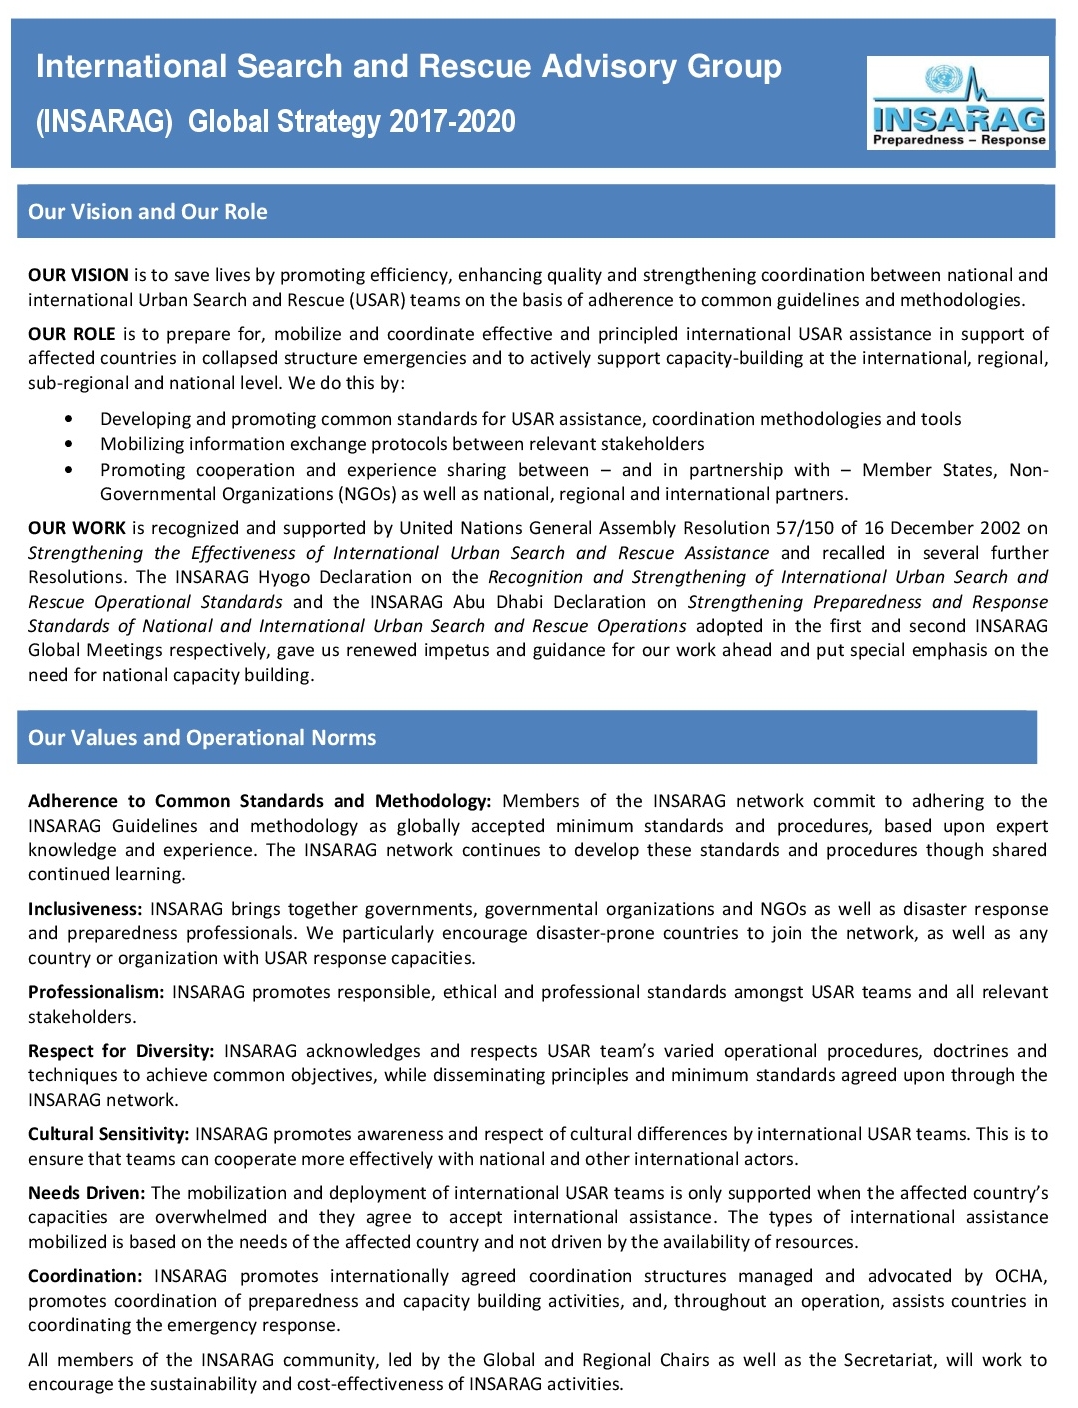 International Search and Rescue Advisory Group
(INSARAG) Global Strategy 2017-2020
INSARAG
Preparedness – Response
Our Vision and Our Role
OUR VISION is to save lives by promoting efficiency, enhancing quality and strengthening coordination between national and
international Urban Search and Rescue (USAR) teams on the basis of adherence to common guidelines and methodologies.
OUR ROLE is to prepare for, mobilize and coordinate effective and principled international USAR assistance in support of
affected countries in collapsed structure emergencies and to actively support capacity-building at the international, regional,
sub-regional and national level. We do this by:
• Developing and promoting common standards for USAR assistance, coordination methodologies and tools
• Mobilizing information exchange protocols between relevant stakeholders
• Promoting cooperation and experience sharing between – and in partnership with – Member States, Non-
Governmental Organizations (NGOs) as well as national, regional and international partners.
OUR WORK is recognized and supported by United Nations General Assembly Resolution 57/150 of 16 December 2002 on
Strengthening the Effectiveness of International Urban Search and Rescue Assistance and recalled in several further
Resolutions. The INSARAG Hyogo Declaration on the Recognition and Strengthening of International Urban Search and
Rescue Operational Standards and the INSARAG Abu Dhabi Declaration on Strengthening Preparedness and Response
Standards of National and International Urban Search and Rescue Operations adopted in the first and second INSARAG
Global Meetings respectively, gave us renewed impetus and guidance for our work ahead and put special emphasis on the
need for national capacity building.
Our Values and Operational Norms
Adherence to Common Standards and Methodology: Members of the INSARAG network commit to adhering to the
INSARAG Guidelines and methodology as globally accepted minimum standards and procedures, based upon expert
knowledge and experience. The INSARAG network continues to develop these standards and procedures though shared
continued learning.
Inclusiveness: INSARAG brings together governments, governmental organizations and NGOs as well as disaster response
and preparedness professionals. We particularly encourage disaster-prone countries to join the network, as well as any
country or organization with USAR response capacities.
Professionalism: INSARAG promotes responsible, ethical and professional standards amongst USAR teams and all relevant
stakeholders.
Respect for Diversity: INSARAG acknowledges and respects USAR team’s varied operational procedures, doctrines and
techniques to achieve common objectives, while disseminating principles and minimum standards agreed upon through the
INSARAG network.
Cultural Sensitivity: INSARAG promotes awareness and respect of cultural differences by international USAR teams. This is to
ensure that teams can cooperate more effectively with national and other international actors.
Needs Driven: The mobilization and deployment of international USAR teams is only supported when the affected country’s
capacities are overwhelmed and they agree to accept international assistance. The types of international assistance
mobilized is based on the needs of the affected country and not driven by the availability of resources.
Coordination: INSARAG promotes internationally agreed coordination structures managed and advocated by OCHA,
promotes coordination of preparedness and capacity building activities, and, throughout an operation, assists countries in
coordinating the emergency response.
All members of the INSARAG community, led by the Global and Regional Chairs as well as the Secretariat, will work to
encourage the sustainability and cost-effectiveness of INSARAG activities.